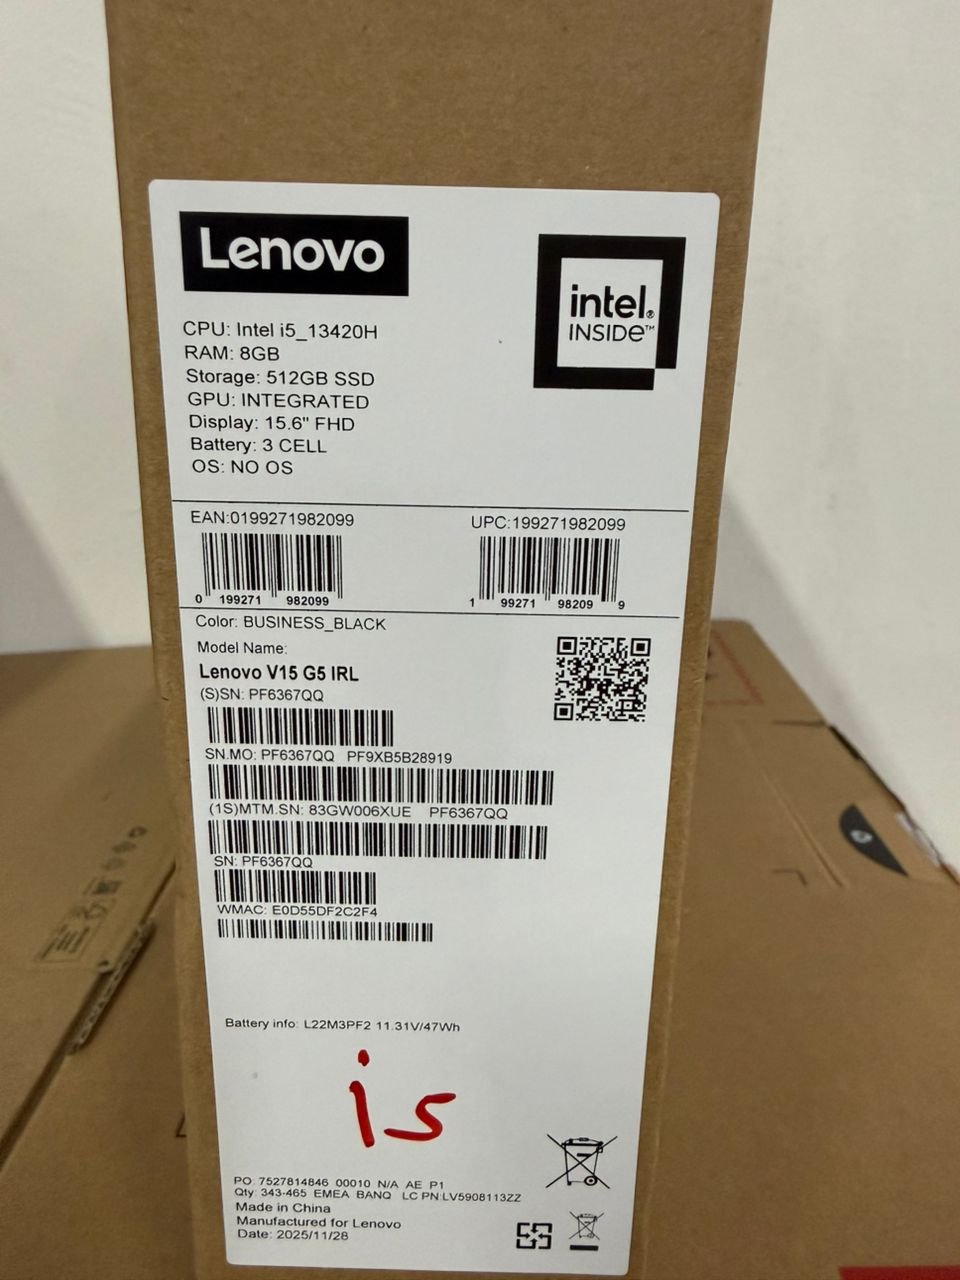 Lenovo
intel®
INSIDE™
CPU: Intel i5_13420H
RAM: 8GB
Storage: 512GB SSD
GPU: INTEGRATED
Display: 15.6" FHD
Battery: 3 CELL
OS: NO OS
EAN:0199271982099
UPC:199271982099
0 199271 982099
1 99271 98209 9
Color: BUSINESS_BLACK
Model Name:
Lenovo V15 G5 IRL
(S)SN: PF6367QQ
SN.MO: PF6367QQ PF9XB5B28919
(1S)MTM.SN: 83GW006XUE PF6367QQ
SN: PF6367QQ
WMAC: E0D55DF2C2F4
Battery info: L22M3PF2 11.31V/47Wh
i5
PO: 7527814846 00010 N/A AE P1
Qty: 343-465 EMEA BANQ LC PN:LV5908113ZZ
Made in China
Manufactured for Lenovo
Date: 2025/11/28